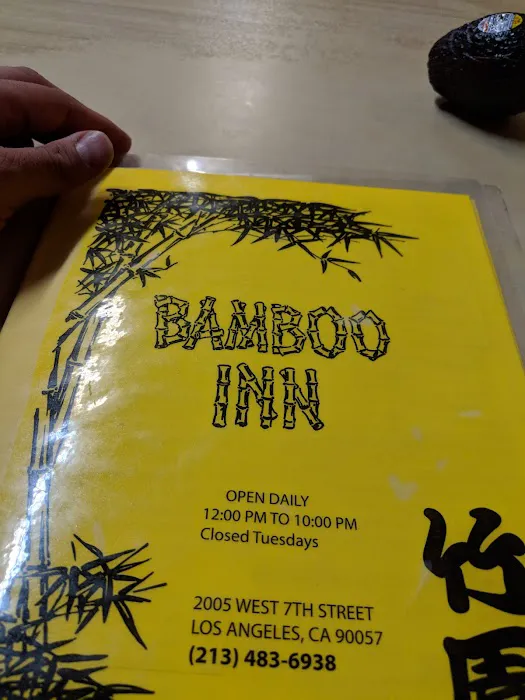 BAMBOO
INN
OPEN DAILY
12:00 PM TO 10:00 PM
Closed Tuesdays
2005 WEST 7TH STREET
LOS ANGELES, CA 90057
(213) 483-6938
竹